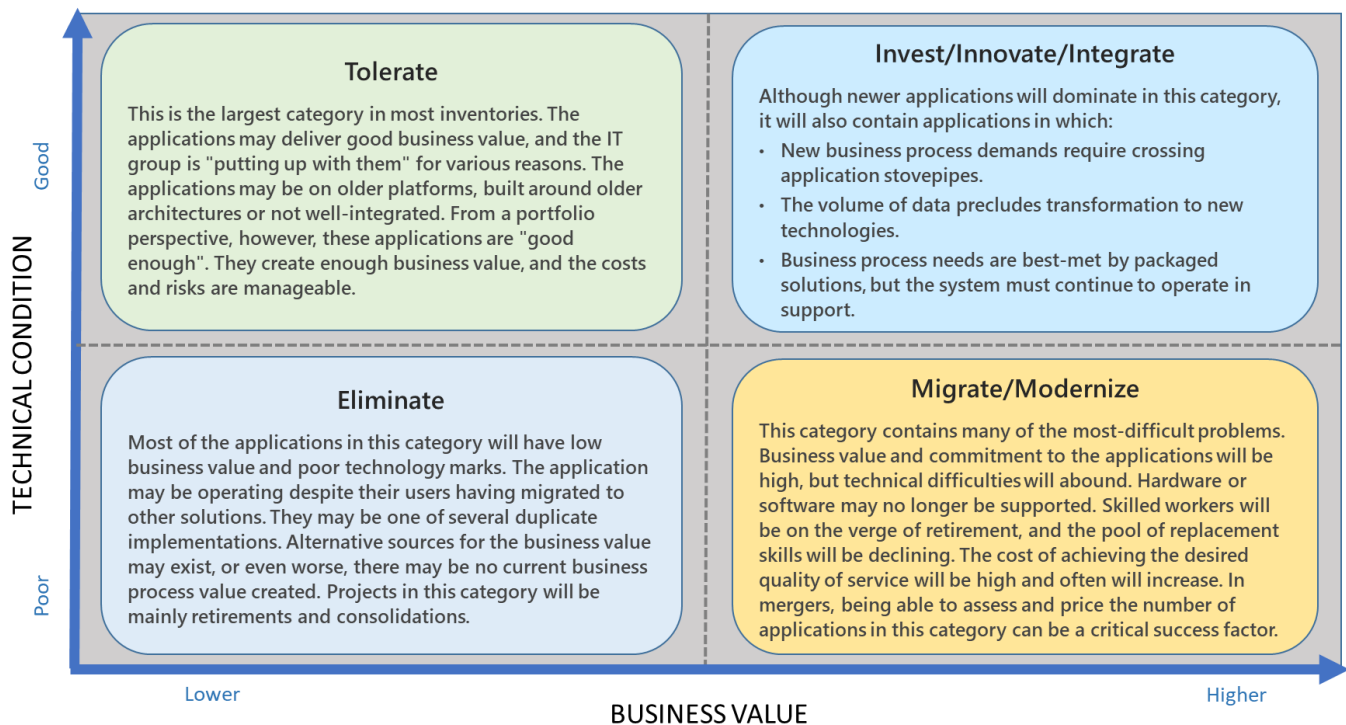 TECHNICAL CONDITION
Good
Poor
Tolerate
This is the largest category in most inventories. The
applications may deliver good business value, and the IT
group is "putting up with them" for various reasons. The
applications may be on older platforms, built around older
architectures or not well-integrated. From a portfolio
perspective, however, these applications are "good
enough". They create enough business value, and the costs
and risks are manageable.
Invest/Innovate/Integrate
Although newer applications will dominate in this category,
it will also contain applications in which:
• New business process demands require crossing
application stovepipes.
• The volume of data precludes transformation to new
technologies.
• Business process needs are best-met by packaged
solutions, but the system must continue to operate in
support.
Eliminate
Most of the applications in this category will have low
business value and poor technology marks. The application
may be operating despite their users having migrated to
other solutions. They may be one of several duplicate
implementations. Alternative sources for the business value
may exist, or even worse, there may be no current business
process value created. Projects in this category will be
mainly retirements and consolidations.
Migrate/Modernize
This category contains many of the most-difficult problems.
Business value and commitment to the applications will be
high, but technical difficulties will abound. Hardware or
software may no longer be supported. Skilled workers will
be on the verge of retirement, and the pool of replacement
skills will be declining. The cost of achieving the desired
quality of service will be high and often will increase. In
mergers, being able to assess and price the number of
applications in this category can be a critical success factor.
Lower
Higher
BUSINESS VALUE